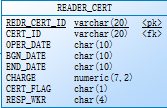 READER_CERT
REDR_CERT_ID varchar(20) <pk>
CERT_ID varchar(20) <fk>
OPER_DATE char(10)
BGN_DATE char(10)
END_DATE char(10)
CHARGE numeric(7,2)
CERT_FLAG char(1)
RESP_WKR char(4)